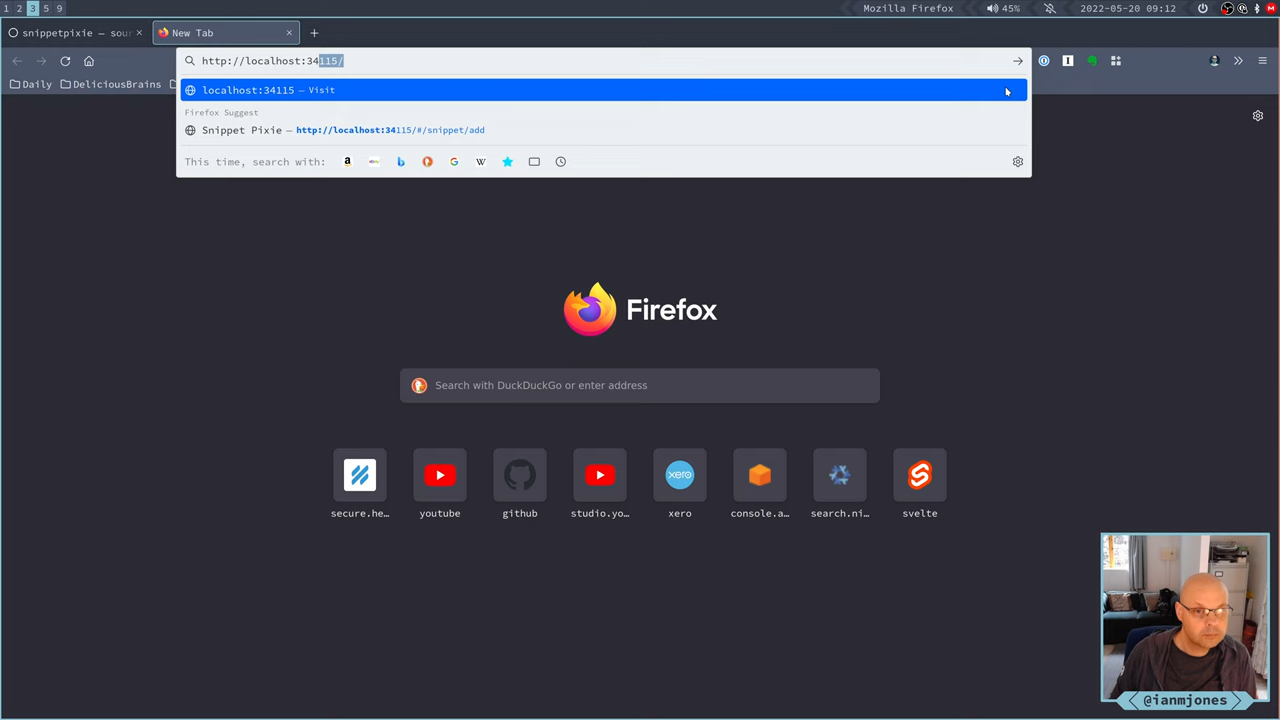 1 2 3 5 9
Mozilla Firefox
45%
2022-05-20 09:12
snippetpixie — sour
New Tab
http://localhost:34115/
Daily
DeliciousBrains
localhost:34115 — Visit
Firefox Suggest
Snippet Pixie — http://localhost:34115/#/snippet/add
This time, search with:
Firefox
Search with DuckDuckGo or enter address
xero
secure.he…
youtube
github
studio.yo…
xero
console.a…
search.ni…
svelte
@ianmjones